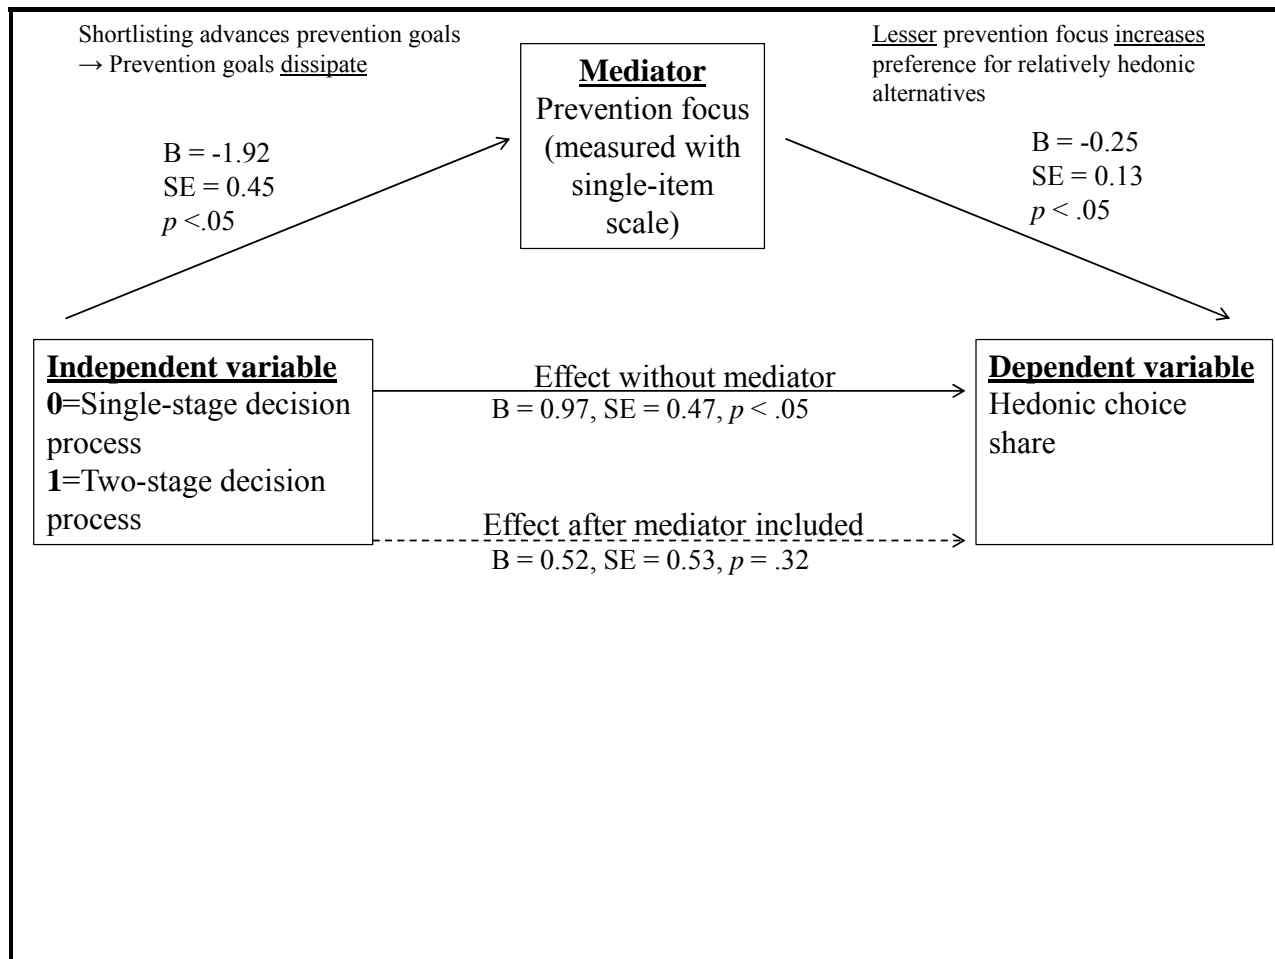 Shortlisting advances prevention goals
→ Prevention goals dissipate
Mediator
Prevention focus
(measured with
single-item
scale)
Lesser prevention focus increases
preference for relatively hedonic
alternatives
B = -1.92
SE = 0.45
p <.05
B = -0.25
SE = 0.13
p < .05
Independent variable
0=Single-stage decision
process
1=Two-stage decision
process
Effect without mediator
B = 0.97, SE = 0.47, p < .05
Effect after mediator included
B = 0.52, SE = 0.53, p = .32
Dependent variable
Hedonic choice
share